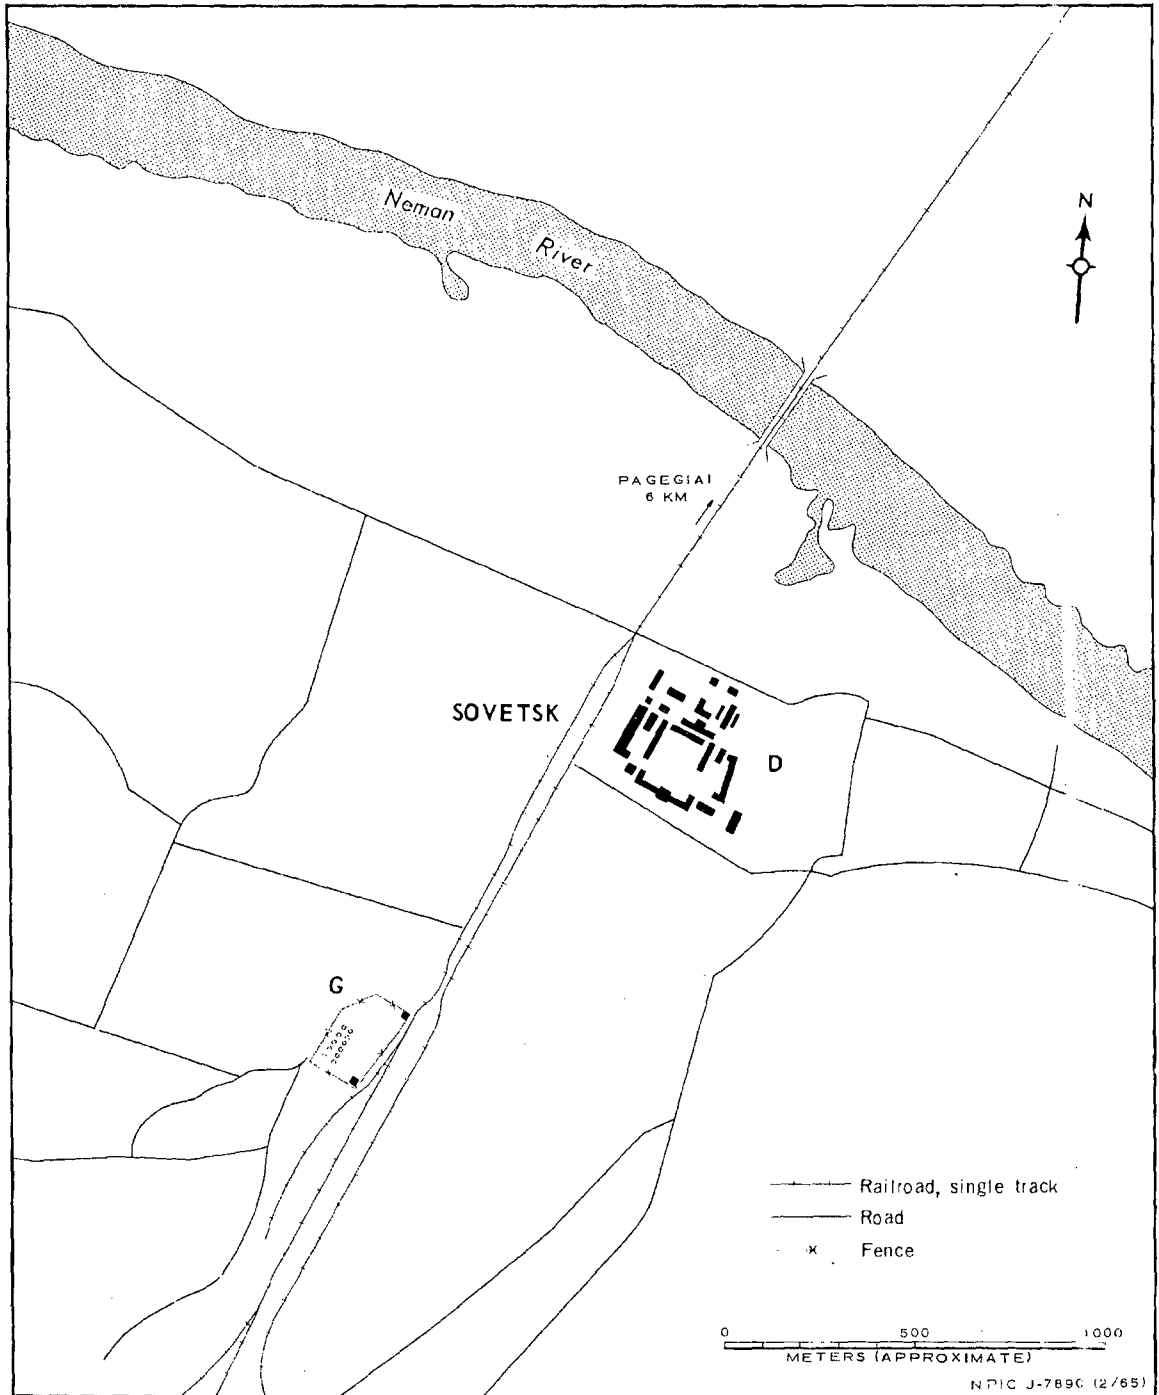 Neman
River
N
PAGEGIAI
6 KM
SOVETSK
D
G
Railroad, single track
Road
Fence
0 500 1000
METERS (APPROXIMATE)
NPIC J-7890 (2/65)